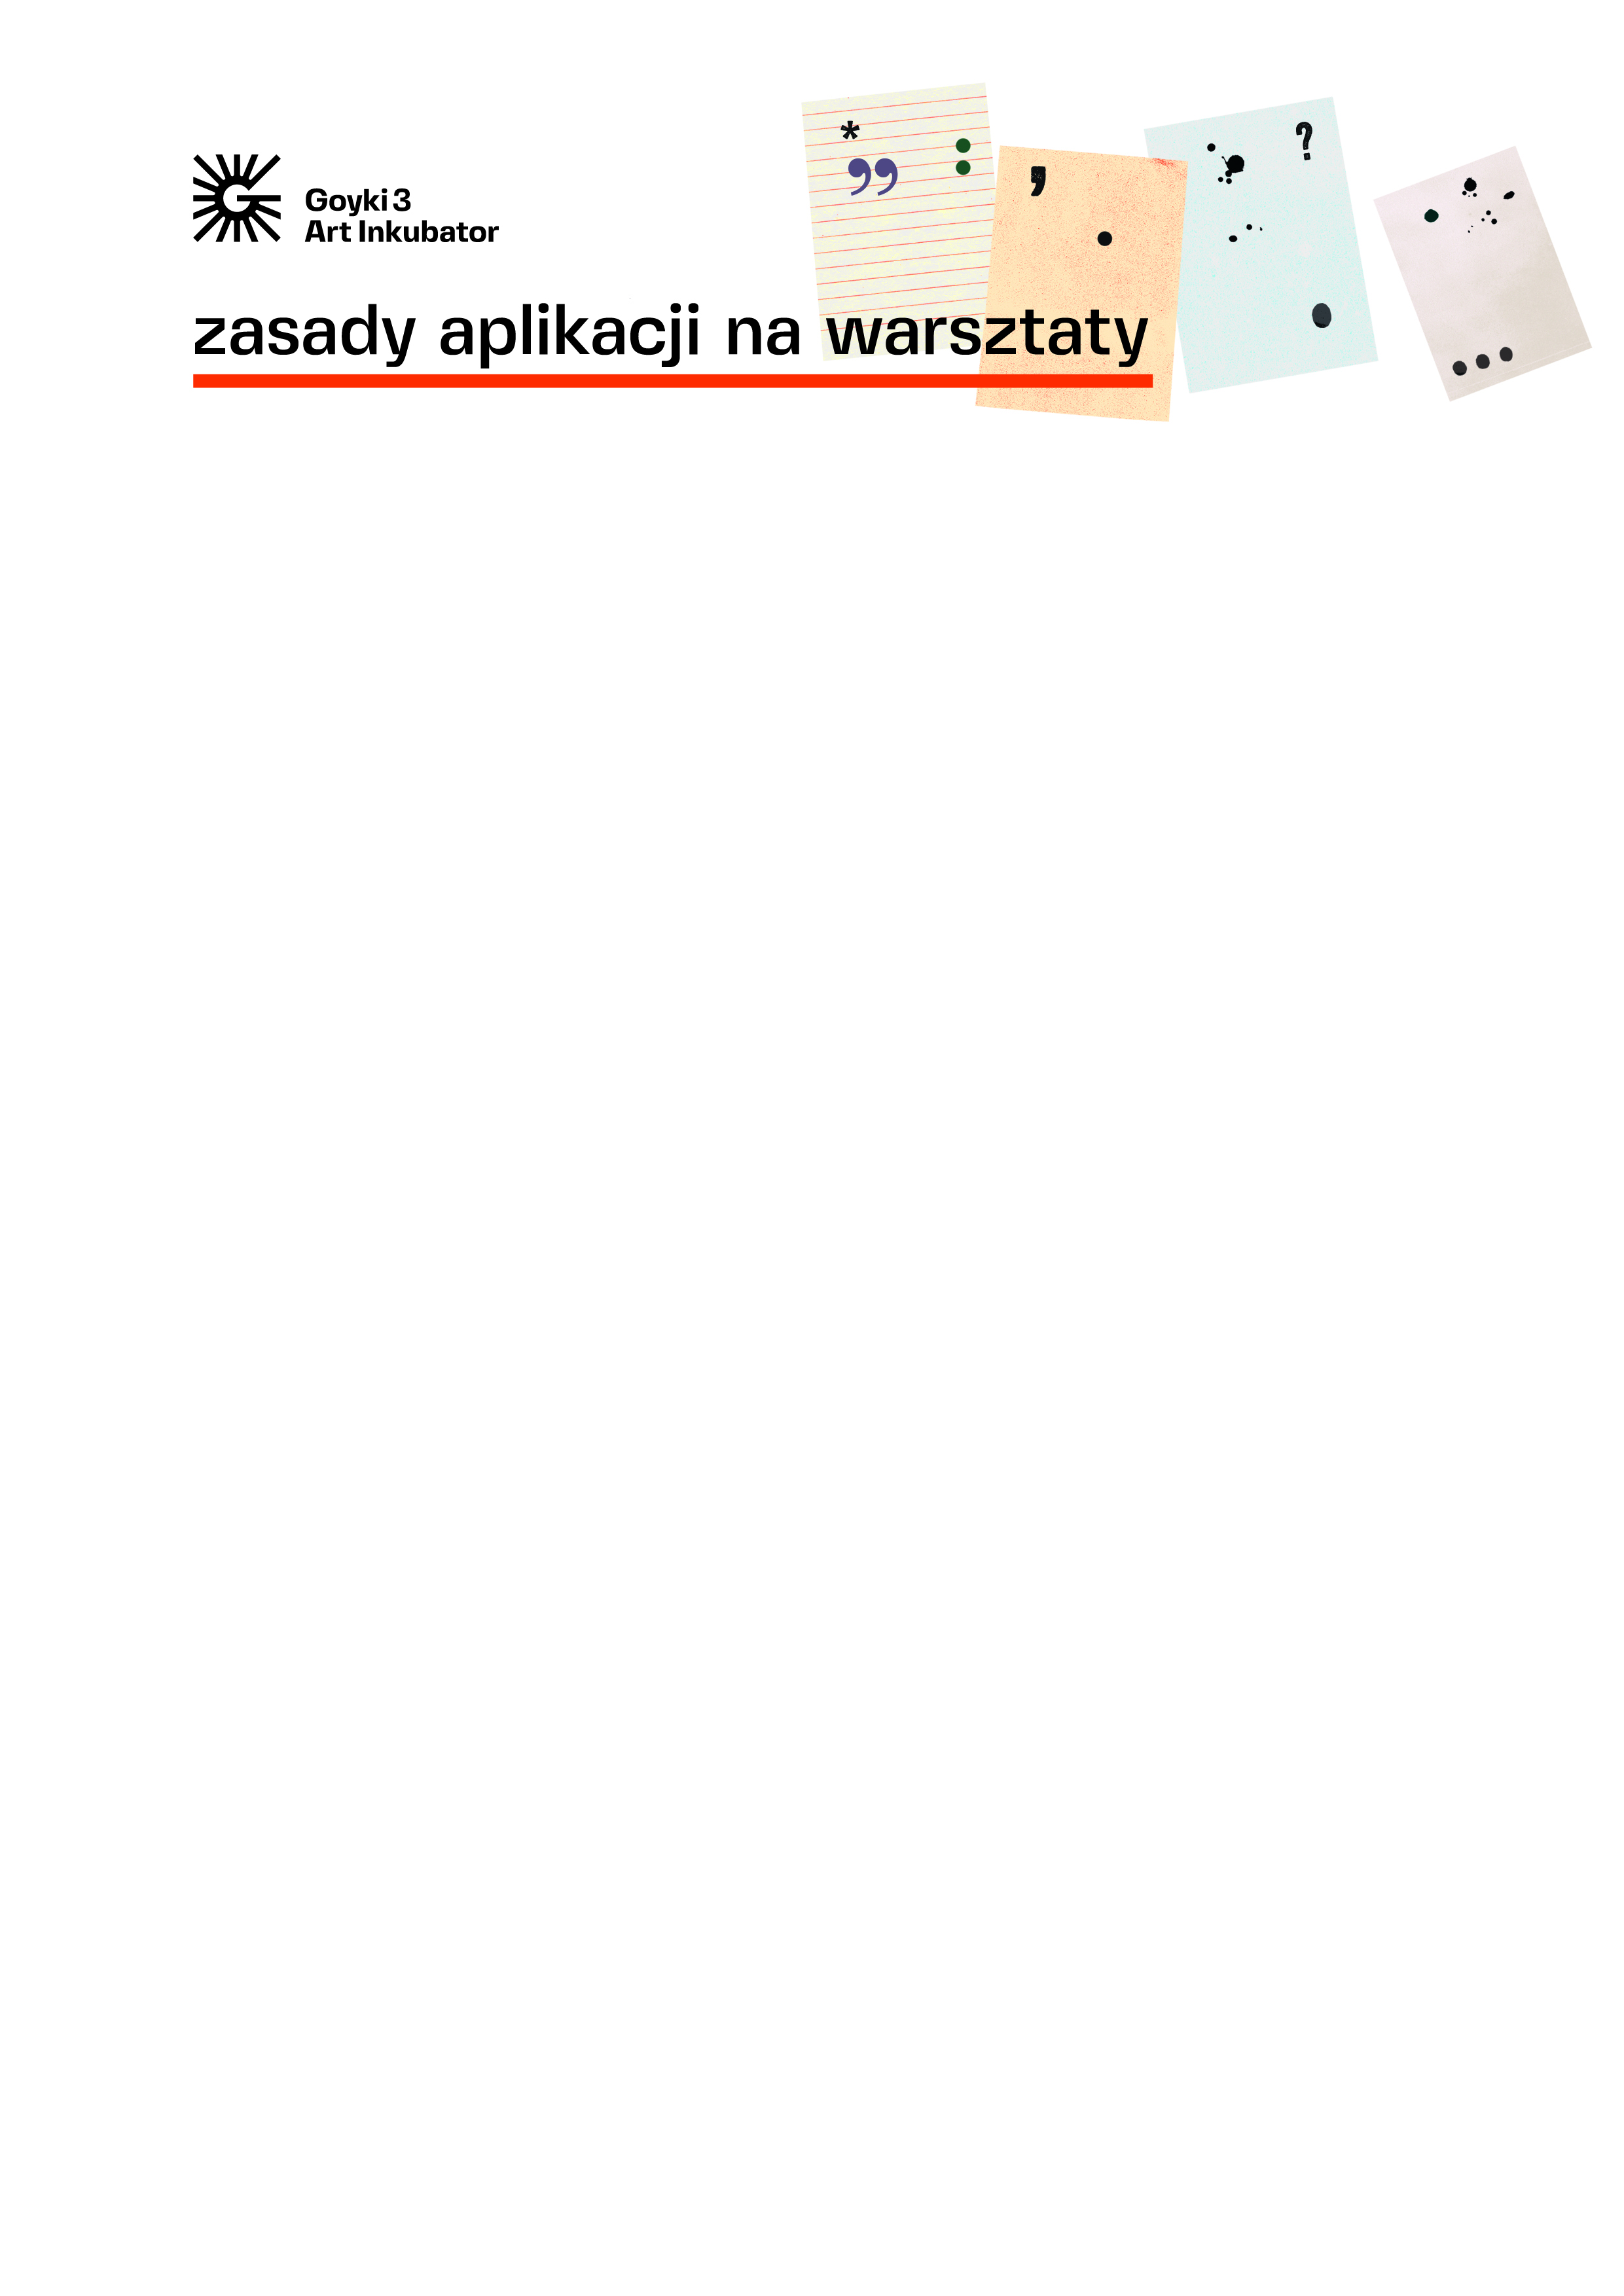 Goyki 3
Art Inkubator
* ” :
, .
?
...
zasady aplikacji na warsztaty